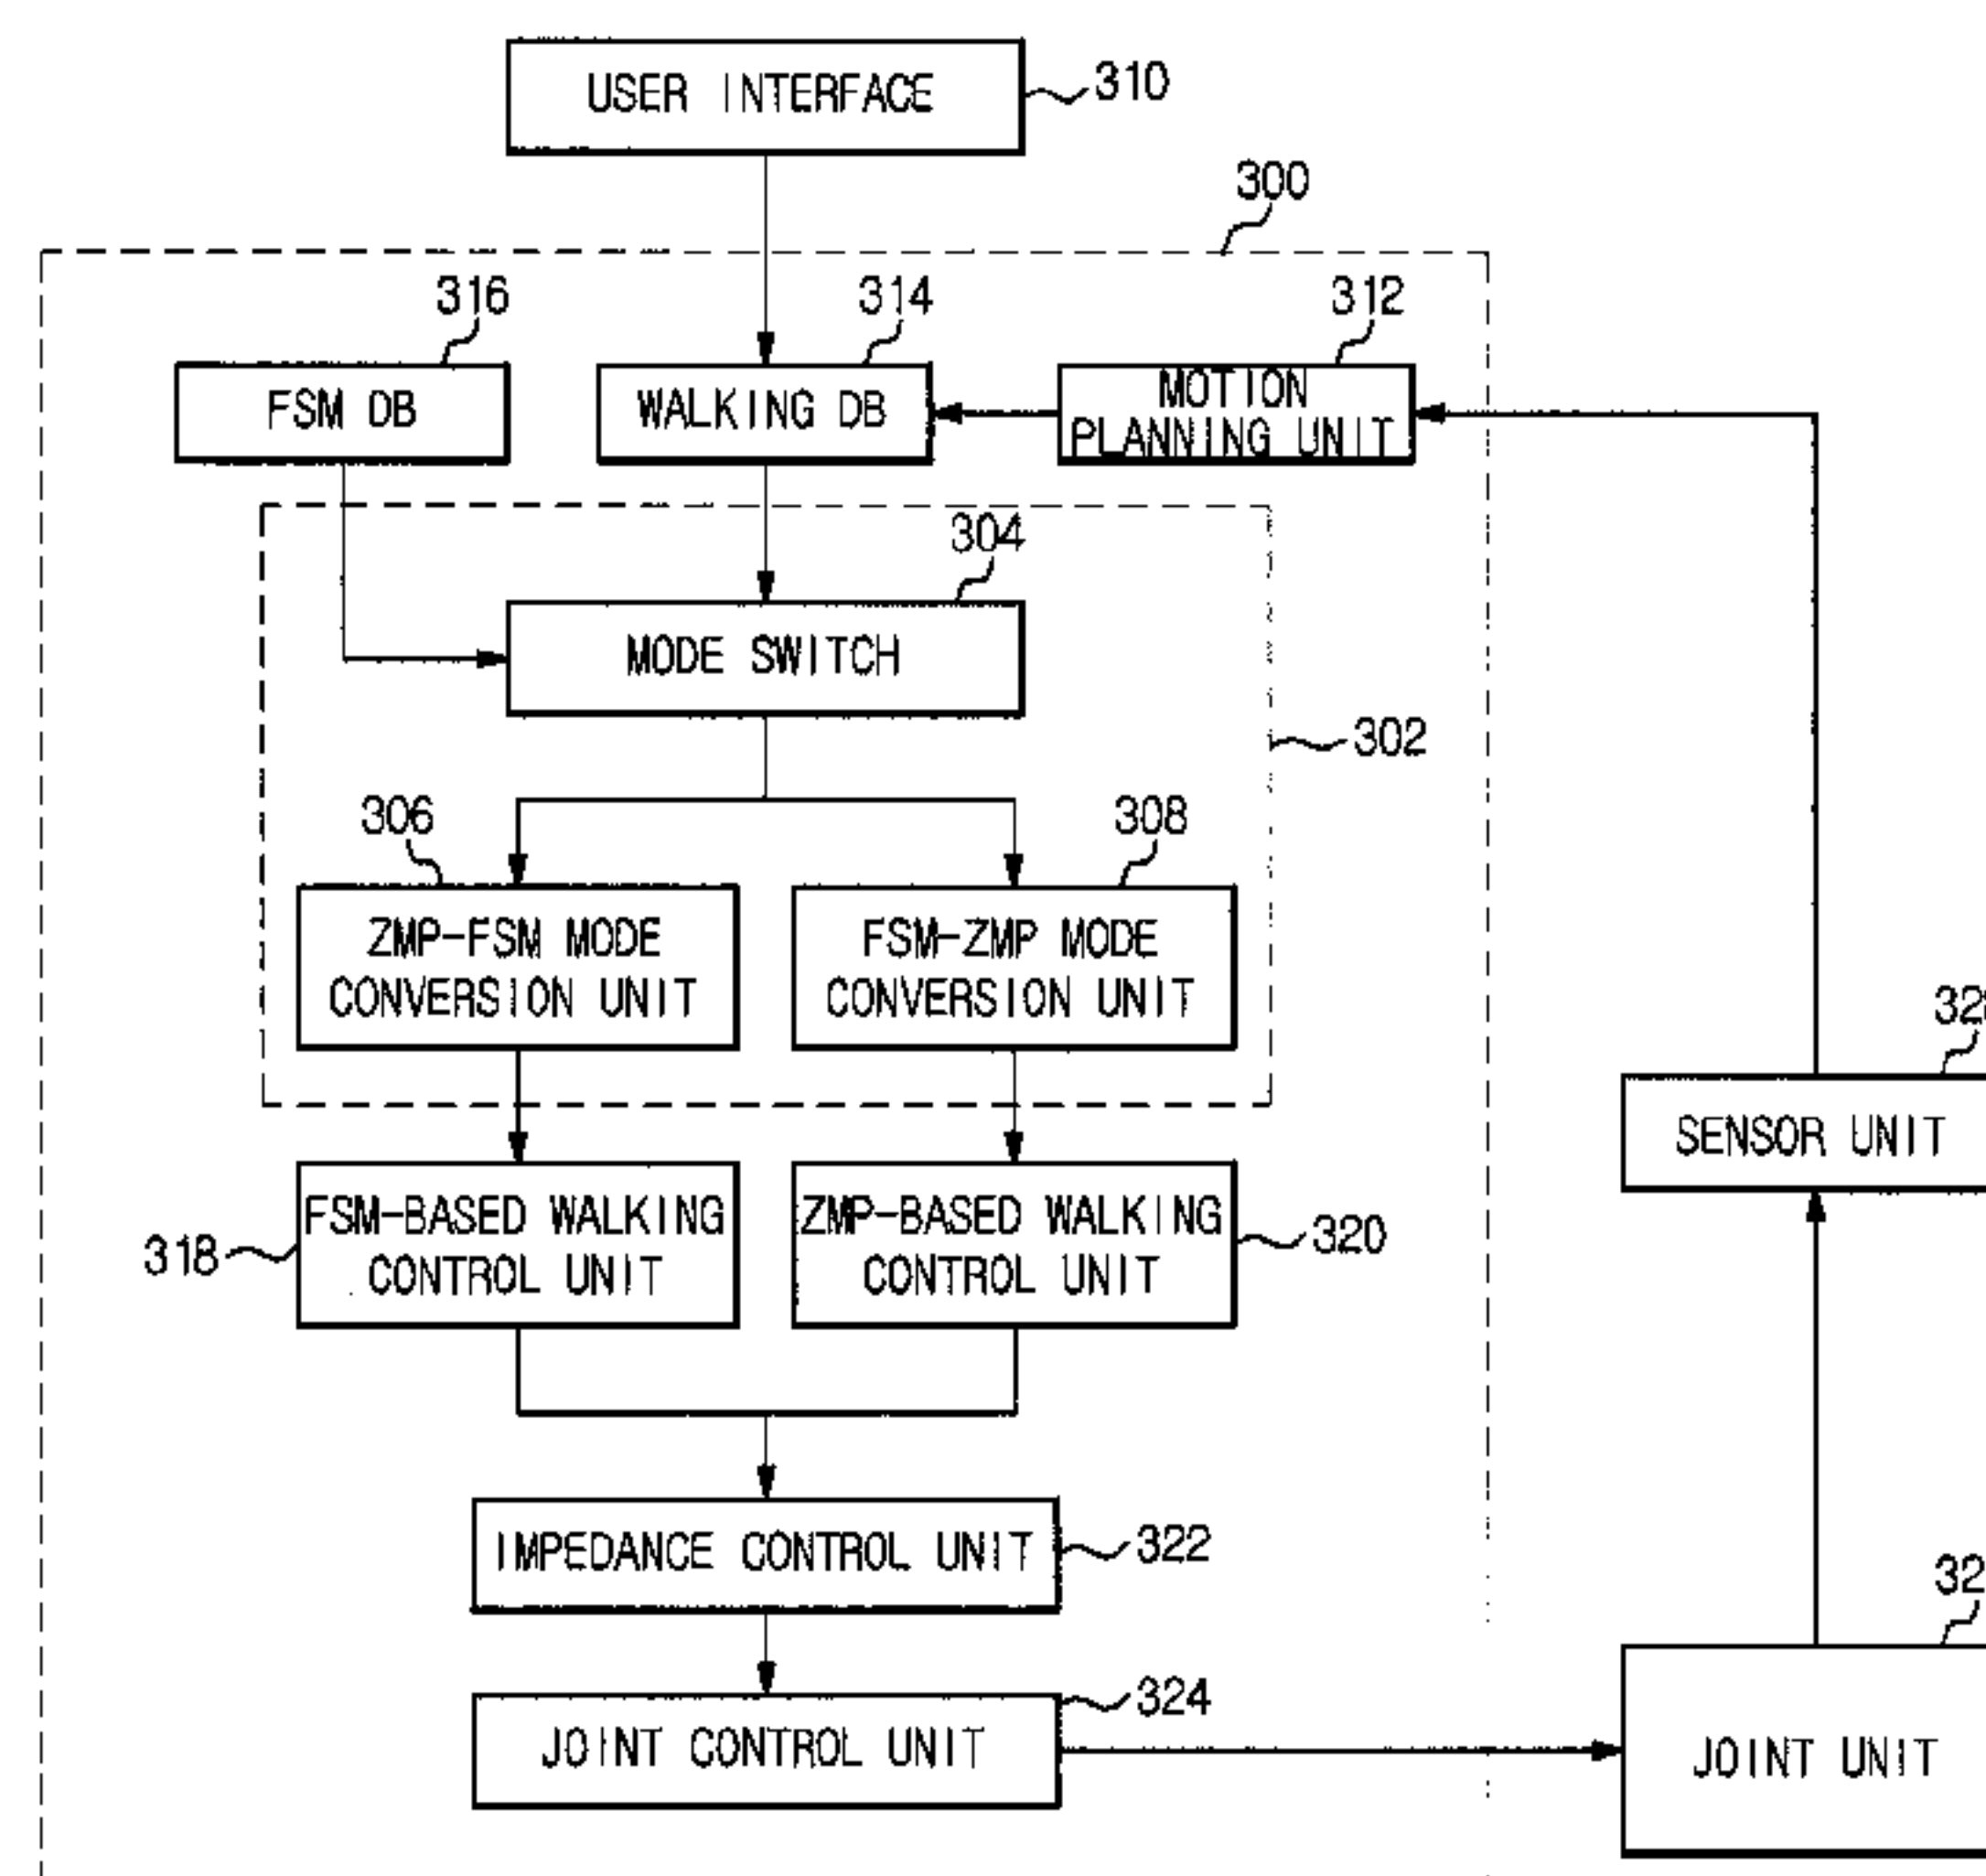 USER INTERFACE
310
300
316
314
312
FSM DB
WALKING DB
MOTION
PLANNING UNIT
304
MODE SWITCH
302
306
308
ZMP-FSM MODE
CONVERSION UNIT
FSM-ZMP MODE
CONVERSION UNIT
SENSOR UNIT
318
FSM-BASED WALKING
CONTROL UNIT
ZMP-BASED WALKING
CONTROL UNIT
320
IMPEDANCE CONTROL UNIT
322
JOINT CONTROL UNIT
324
JOINT UNIT